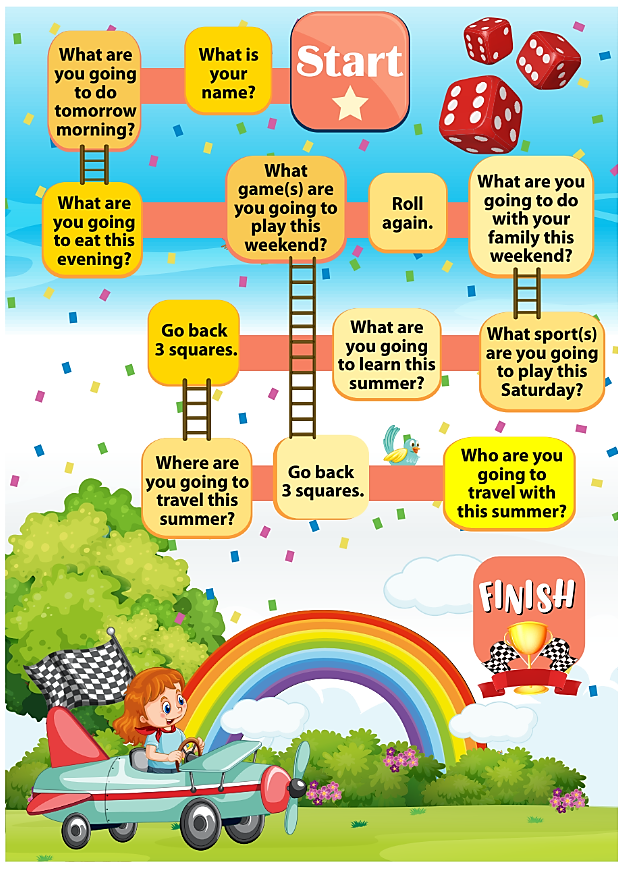 Start
What is
your
name?
What are
you going
to do
tomorrow
morning?
What are
you going
to eat this
evening?
What
game(s) are
you going to
play this
weekend?
Roll
again.
What are you
going to do
with your
family this
weekend?
What sport(s)
are you going
to play this
Saturday?
What are
you going
to learn this
summer?
Go back
3 squares.
Where are
you going to
travel this
summer?
Go back
3 squares.
Who are you
going to
travel with
this summer?
FINISH